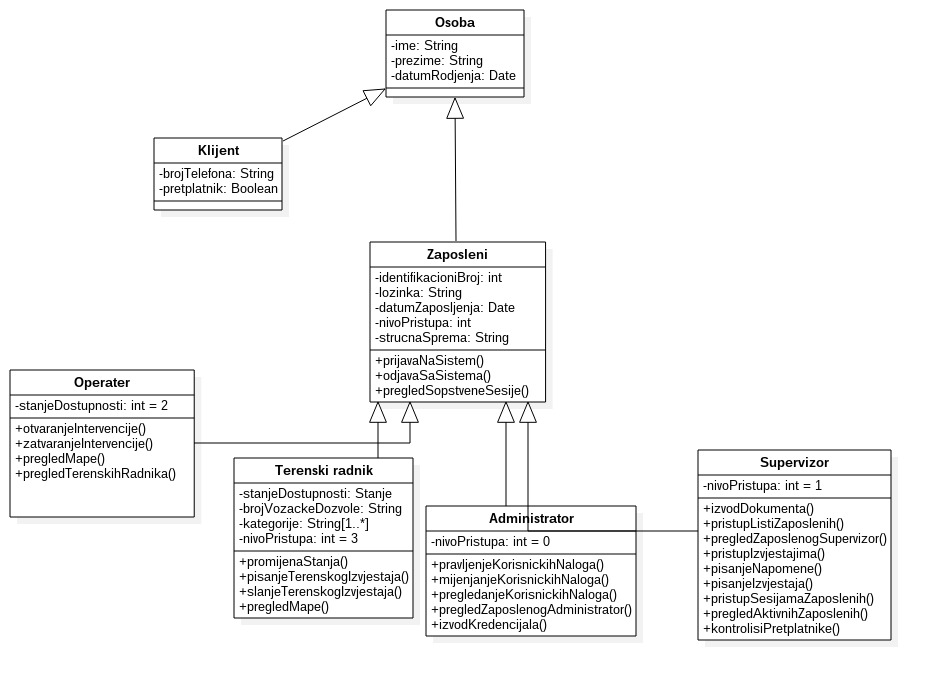 Osoba
-ime: String
-prezime: String
-datumRodjenja: Date
Klijent
-brojTelefona: String
-pretplatnik: Boolean
Zaposleni
-identifikacioniBroj: int
-lozinka: String
-datumZaposljenja: Date
-nivoPristupa: int
-strucnaSprema: String
+prijavaNaSistem()
+odjavaSaSistema()
+pregledSopstveneSesije()
Operater
-stanjeDostupnosti: int = 2
+otvaranjeIntervencije()
+zatvaranjeIntervencije()
+pregledMape()
+pregledTerenskihRadnika()
Terenski radnik
-stanjeDostupnosti: Stanje
-brojVozackeDozvole: String
-kategorije: String[1..*]
-nivoPristupa: int = 3
+promijenaStanja()
+pisanjeTerenskogIzvjestaja()
+slanjeTerenskogIzvjestaja()
+pregledMape()
Administrator
-nivoPristupa: int = 0
+pravljenjeKorisnickihNaloga()
+mijenjanjeKorisnickihNaloga()
+pregledanjeKorisnickihNaloga()
+pregledZaposlenogAdministrator()
+izvodKredencijala()
Supervizor
-nivoPristupa: int = 1
+izvodDokumenta()
+pristupListiZaposlenih()
+pregledZaposlenogSupervizor()
+pristupIzvjestajima()
+pisanjeNapomene()
+pisanjeIzvjestaja()
+pristupSesijamaZaposlenih()
+pregledAktivnihZaposlenih()
+kontrolisiPretplatnike()